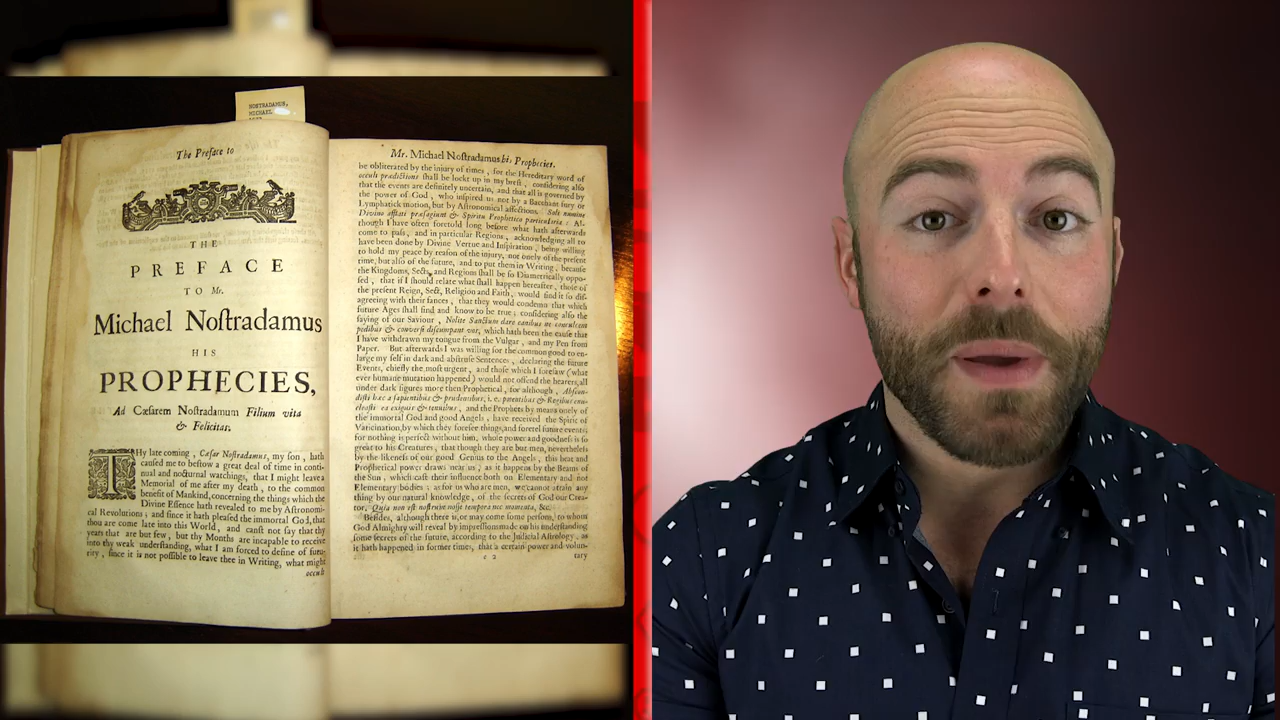 NOSTRADAMUS,
MICHAEL
The Preface to
THE
PREFACE
TO Mr.
Michael Noſtradamus
HIS
PROPHECIES,
Ad Cæſarem Noſtradamum Filium vita
& Felicitas.
THy late coming, Cæſar Noſtradamus, my ſon, hath
cauſed me to beſtow a great deal of time in conti-
nual and nocturnal watchings, that I might leave a
Memorial of me after my death, to the common
benefit of Mankind, concerning the things which the
Divine Eſſence hath revealed to me by Aſtronomi-
cal Revolutions; and ſince it hath pleaſed the immortal God, that
thou are come late into this World, and canſt not ſay that thy
years that are but few, but thy Months are incapable to receive
into thy weak underſtanding, what I am forced to define of futu-
rity, ſince it is not poſſible to leave thee in Writing, what might
occult
Mr. Michael Noſtradamus his Prophecies.
be obliterated by the injury of times, for the Hereditary word of
occult prædictions ſhall be lockt up in my breſt, conſidering alſo
that the events are definitely uncertain, and that all is governed by
the power of God, who inſpired us not by a Bacchant fury or
Lymphatick motion, but by Aſtronomical affections. Solo numine
Divino afflati præſagiunt & Spiritu Prophetico particularia: Al-
though I have often foretold long before what hath afterwards
come to paſs, and in particular Regions, acknowledging all to
have been done by Divine Vertue and Inſpiration, being willing
to hold my peace by reaſon of the injury, not onely of the preſent
time, but alſo of the future, and to put them in Writing, becauſe
the Kingdoms, Sects, and Regions ſhall be ſo Diametrically oppo-
ſed, that if I ſhould relate what ſhall happen hereafter, thoſe of
the preſent Reign, Sect, Religion and Faith, would find it ſo diſ-
agreeing with their fances, that they would condemn that which
future Ages ſhall find and know to be true; conſidering alſo the
ſaying of our Saviour, Nolite Sanctum dare canibus ne conculcent
pedibus & converſi diſcumpant vos, which hath been the cauſe that
I have withdrawn my tongue from the Vulgar, and my Pen from
Paper. But afterwards I was willing for the common good to en-
large my ſelf in dark and abſtruſe Sentences, declaring the future
Events, chiefly the moſt urgent, and thoſe which I foreſaw (what
ever humane mutation happened) would not offend the hearers, all
under dark figures more then Prophetical, for although, Abſcon-
diſti hæc a ſapientibus & prudentibus, i. e. potentibus & Regibus enu-
cleaſti ea exiguis & tenuibus, and the Prophets by means onely of
the immortal God and good Angels, have received the Spirit of
Vaticination, by which they foreſee things, and foretel future events;
for nothing is perfect without him, whoſe power and goodneſs is ſo
great to his Creatures, that though they are but men, nevertheleſs
by the likeneſs of our good Genius to the Angels, this heat and
Prophetical power draws near us, as it happens by the Beams of
the Sun, which caſt their influence both on Elementary and not
Elementary bodies; as for us who are men, we cannot attain any
thing by our natural knowledge, of the ſecrets of God our Crea-
tor. Quia non eſt noſtrum noſſe tempora nec momenta, &c.
Beſides, although there is, or may come ſome perſons, to whom
God Almighty will reveal by impreſſions made on his underſtanding
ſome ſecrets of the future, according to the Judicial Aſtrology, as
it hath happened in former times, that a certain power and volun-
c 2 tary